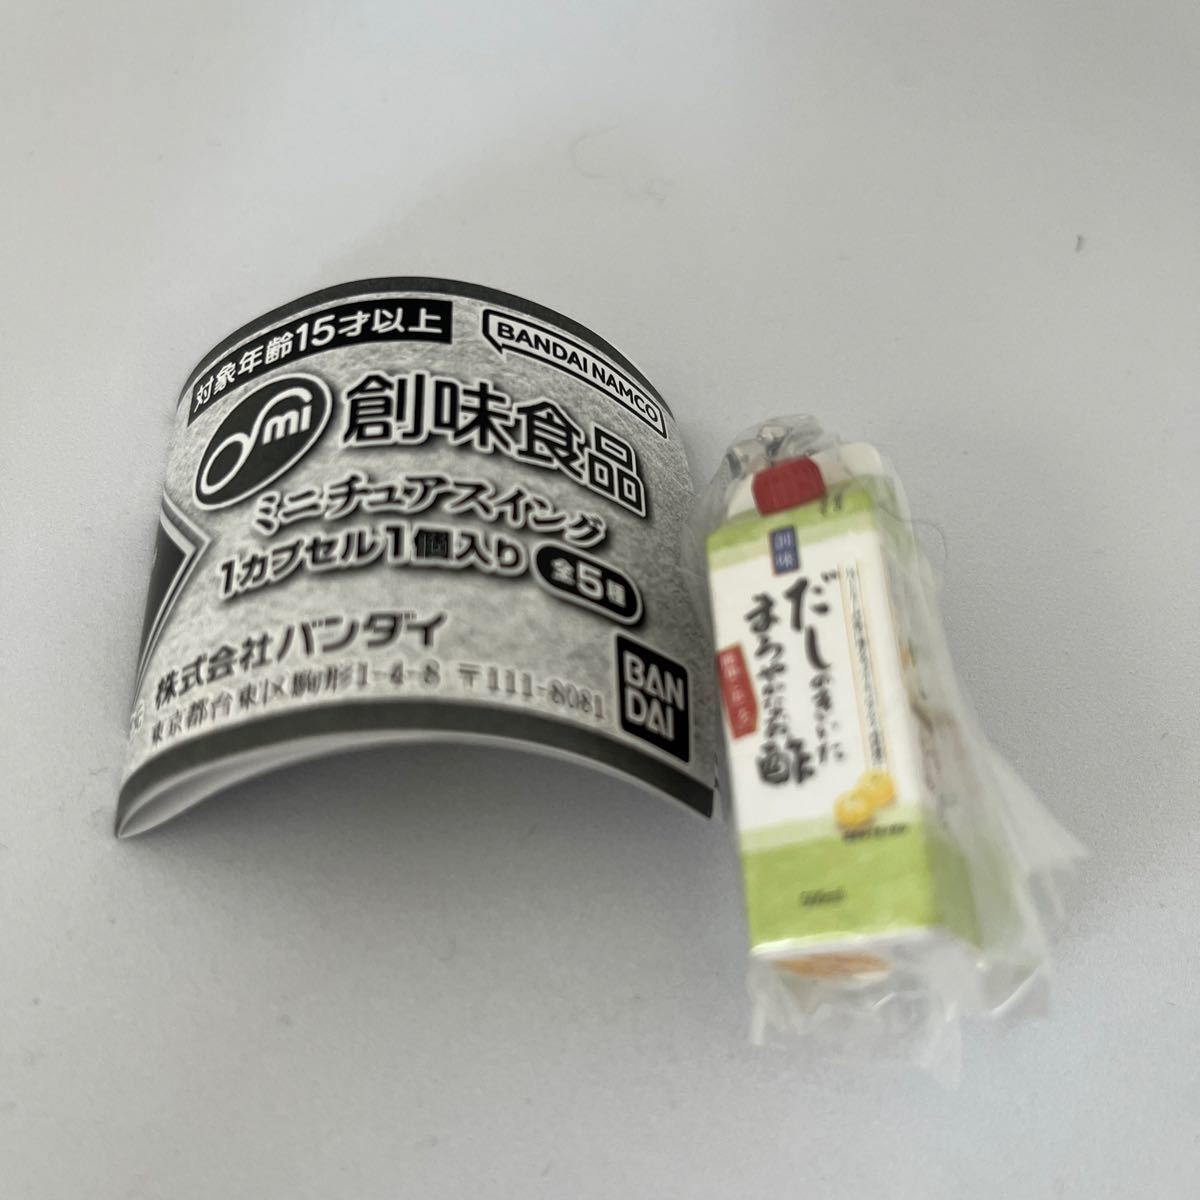 対象年齢15才以上
BANDAI NAMCO
mi 創味食品
ミニチュアスイング
1カプセル1個入り 全5種
株式会社バンダイ
東京都台東区駒形1-4-8 〒111-8081
BAN
DAI
創味
だしのきいた
まろやかなお酢